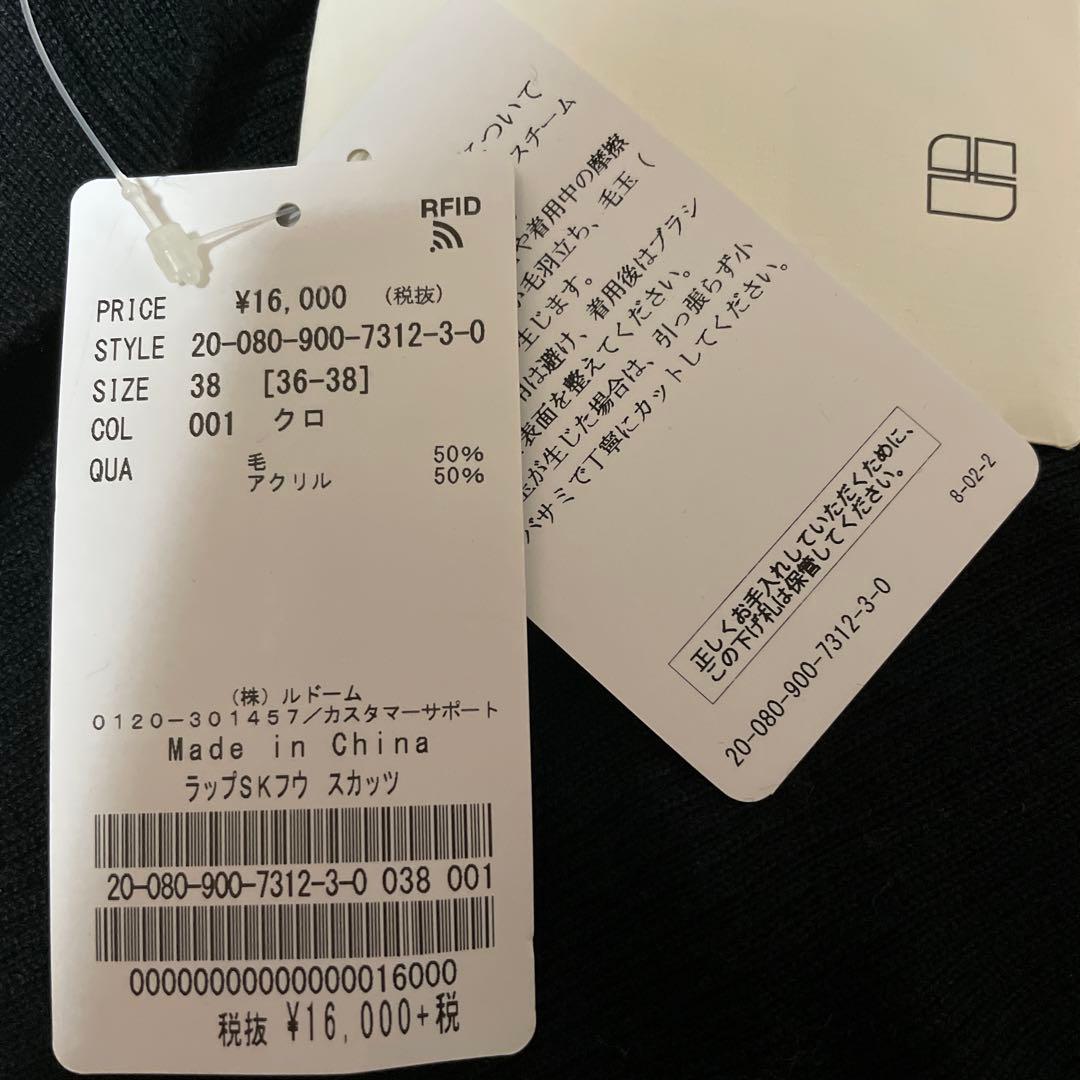 RFID
PRICE ¥16,000 (税抜)
STYLE 20-080-900-7312-3-0
SIZE 38 [36-38]
COL 001 クロ
QUA 毛 50%
アクリル 50%
(株)ルドーム
0120-301457/カスタマーサポート
Made in China
ラップSKフウ スカッツ
20-080-900-7312-3-0 038 001
00000000000000016000
税抜 ¥16,000+税
について
スチーム
や着用中の摩擦
毛羽立ち、毛玉(
生じます。
は避け、着用後はブラシ
表面を整えてください。
が生じた場合は、引っ張らず小
バサミで丁寧にカットしてください。
正しくお手入れしていただくために、
この下げ札は保管してください。
8-02-2
20-080-900-7312-3-0